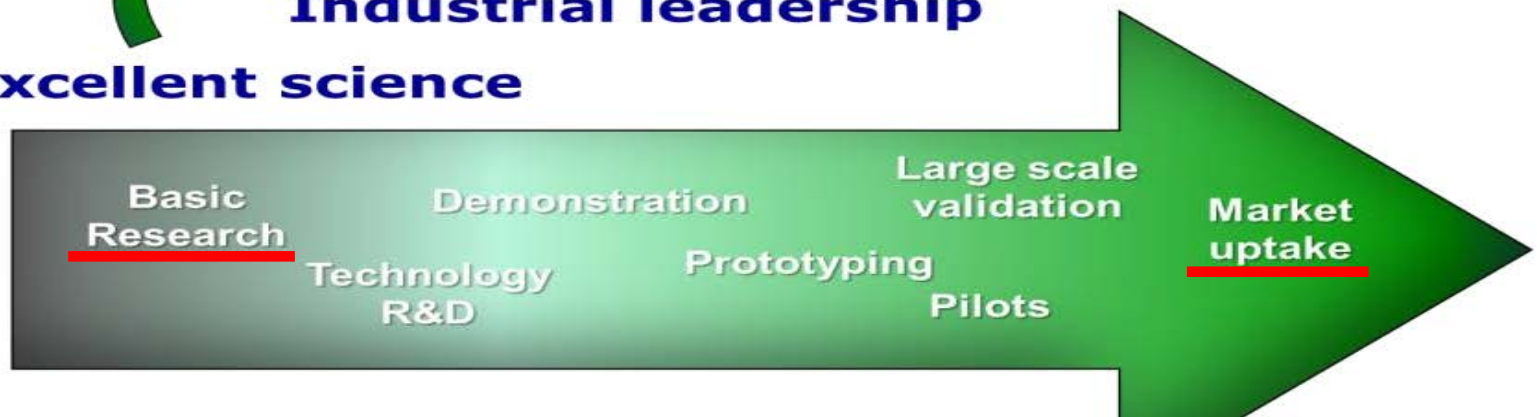 Industrial leadership
xcellent science
Basic
Research
Technology
R&D
Demonstration
Prototyping
Large scale
validation
Pilots
Market
uptake